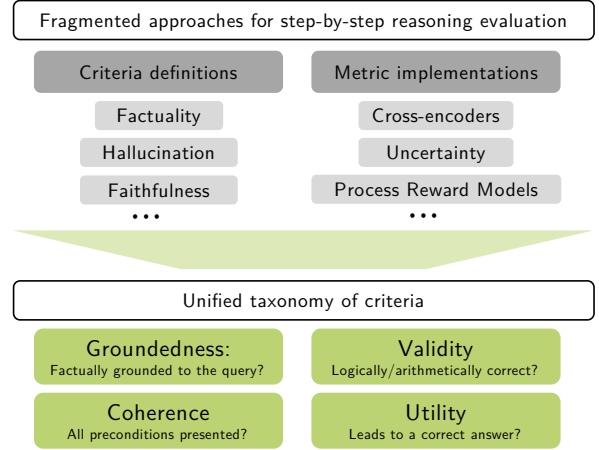 Fragmented approaches for step-by-step reasoning evaluation
Criteria definitions
Metric implementations
Factuality
Cross-encoders
Hallucination
Uncertainty
Faithfulness
Process Reward Models
•••
•••
Unified taxonomy of criteria
Groundedness:
Factually grounded to the query?
Validity
Logically/arithmetically correct?
Coherence
All preconditions presented?
Utility
Leads to a correct answer?